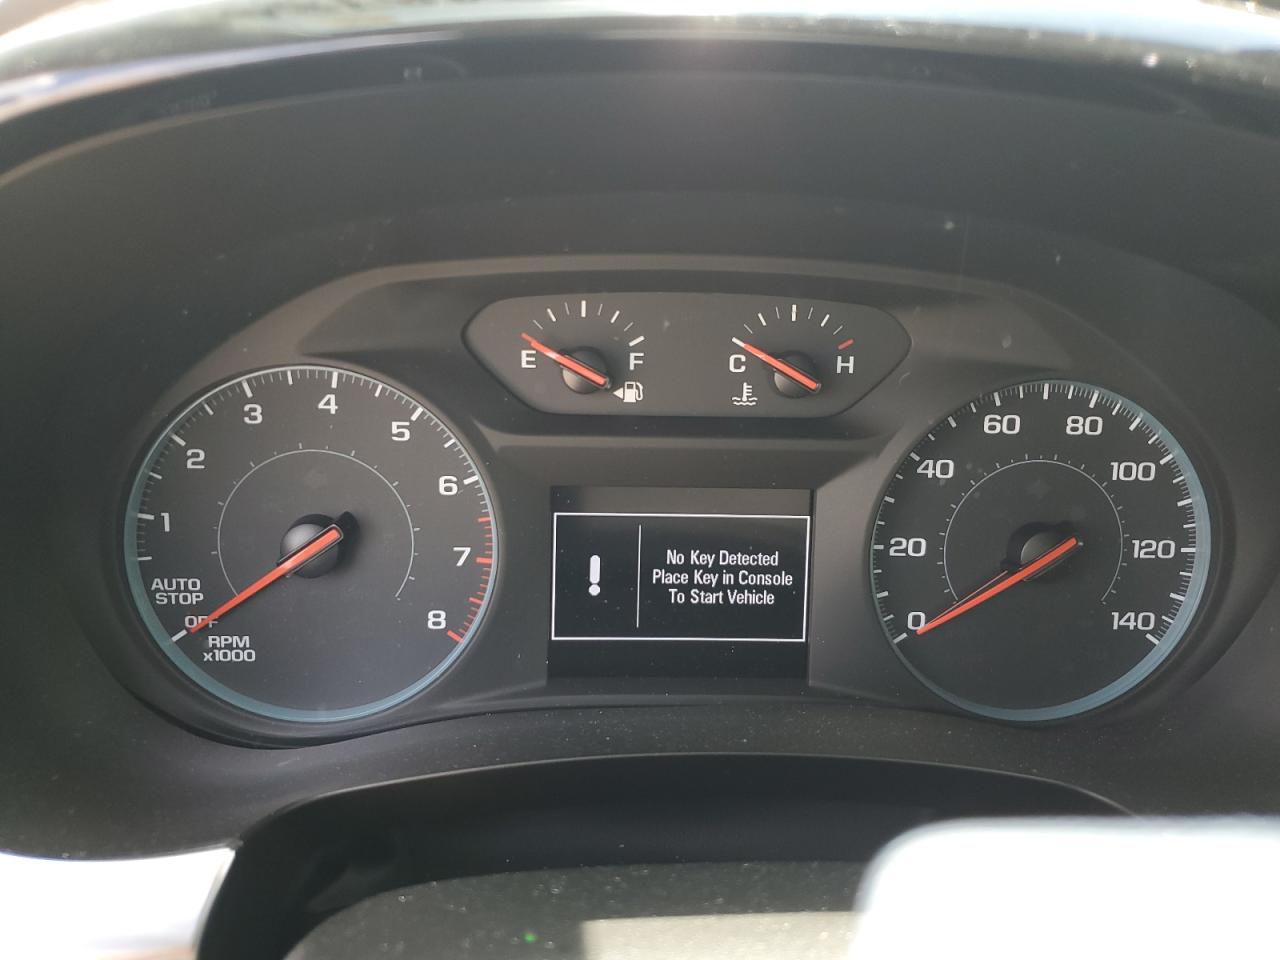 E
F
C
H
1
2
3
4
5
6
7
8
AUTO
STOP
OFF
RPM
x1000
No Key Detected
Place Key in Console
To Start Vehicle
0
20
40
60
80
100
120
140